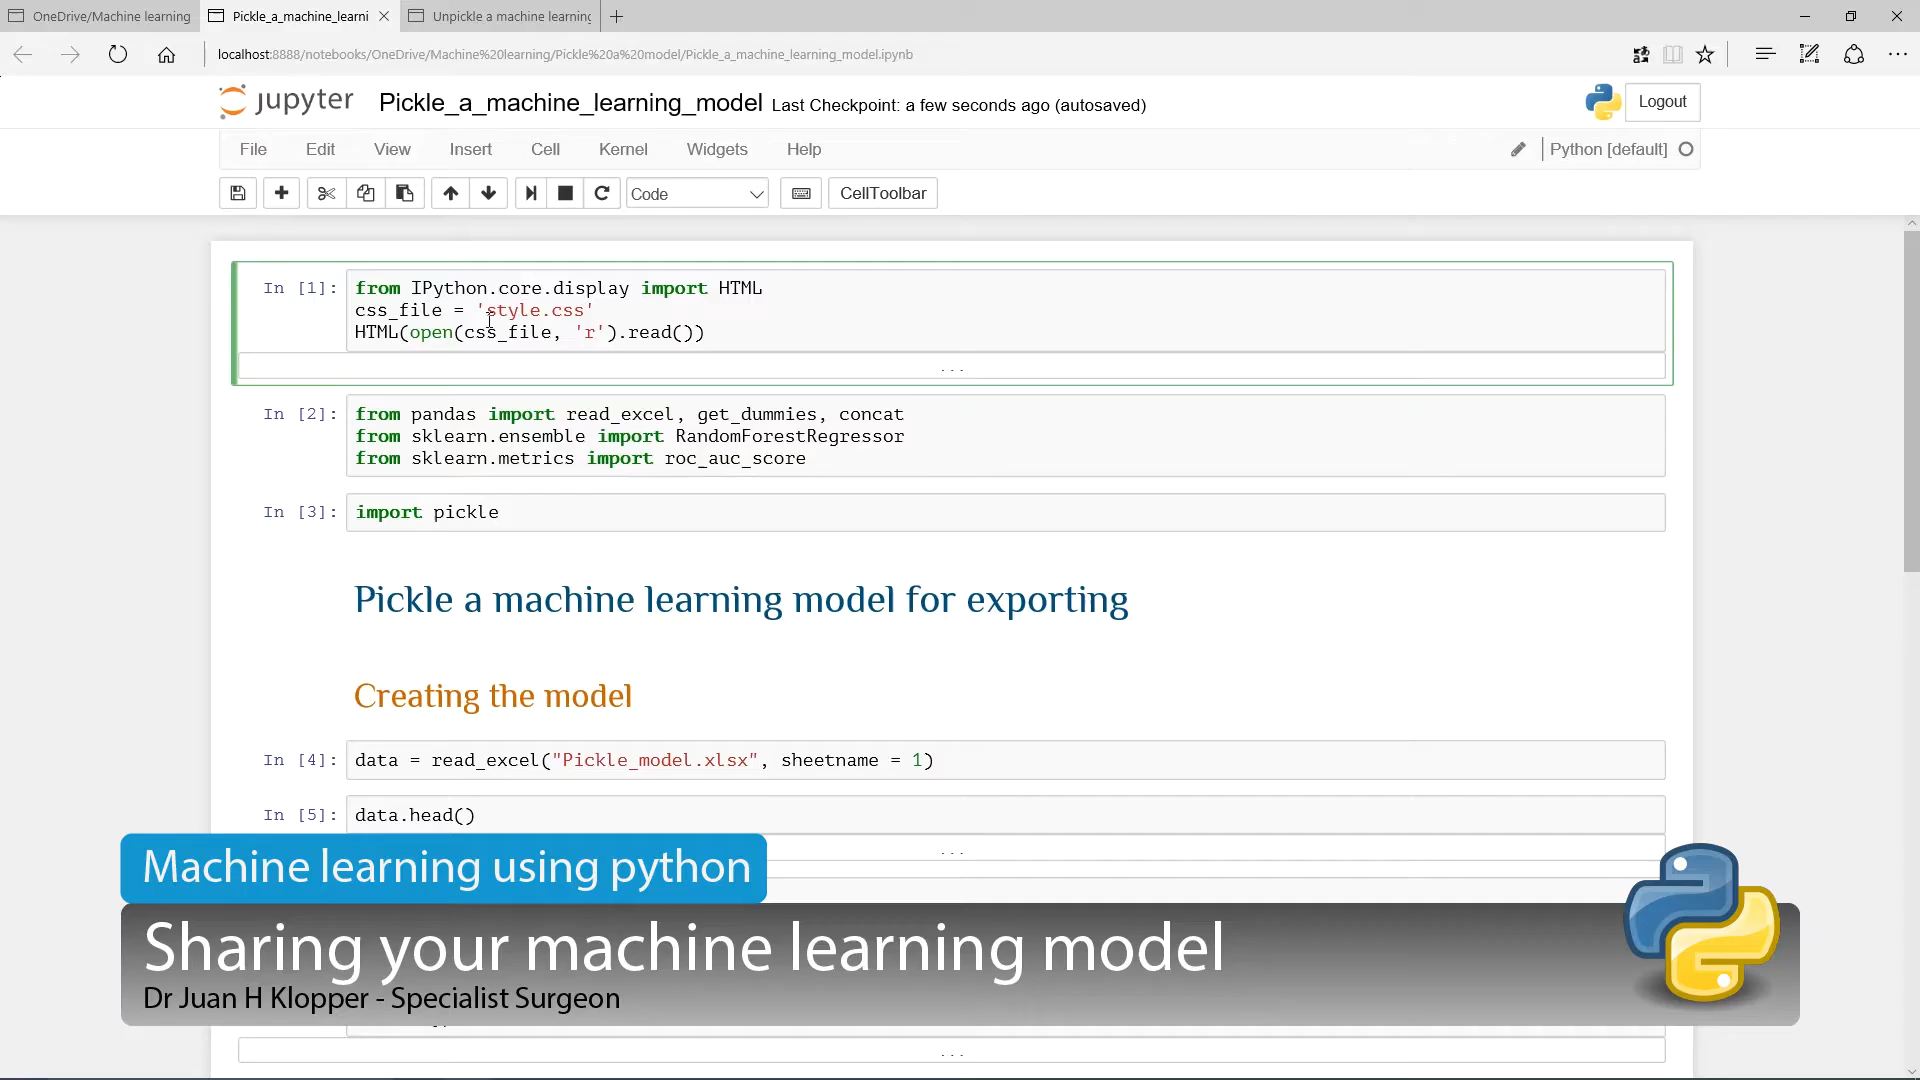 OneDrive/Machine learning
Pickle_a_machine_learni
Unpickle a machine learning
localhost:8888/notebooks/OneDrive/Machine%20learning/Pickle%20a%20model/Pickle_a_machine_learning_model.ipynb
jupyter Pickle_a_machine_learning_model Last Checkpoint: a few seconds ago (autosaved)
Logout
File Edit View Insert Cell Kernel Widgets Help
Python [default]
Code
CellToolbar
In [1]: from IPython.core.display import HTML
css_file = 'style.css'
HTML(open(css_file, 'r').read())
...
In [2]: from pandas import read_excel, get_dummies, concat
from sklearn.ensemble import RandomForestRegressor
from sklearn.metrics import roc_auc_score
In [3]: import pickle
Pickle a machine learning model for exporting
Creating the model
In [4]: data = read_excel("Pickle_model.xlsx", sheetname = 1)
In [5]: data.head()
...
Machine learning using python
Sharing your machine learning model
Dr Juan H Klopper - Specialist Surgeon
...